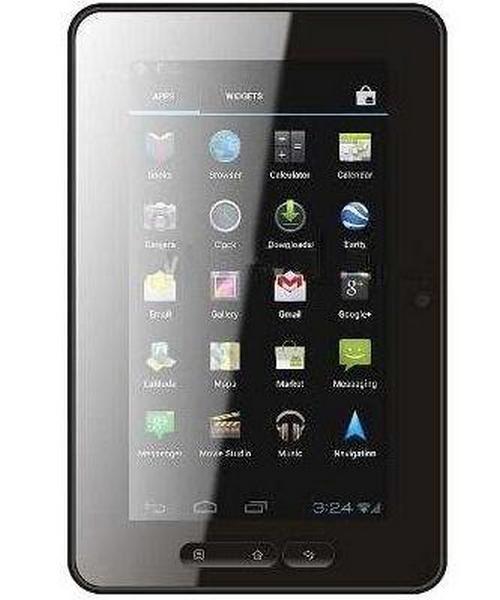 APPS WIDGETS
Books Browser Calculator Calendar
Camera Clock Downloads Earth
Email Gallery Gmail g+ Google+
Latitude Maps Market Messaging
Messenger Movie Studio Music Navigation
3:24